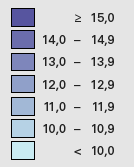 ≥ 15,0
14,0 – 14,9
13,0 – 13,9
12,0 – 12,9
11,0 – 11,9
10,0 – 10,9
< 10,0